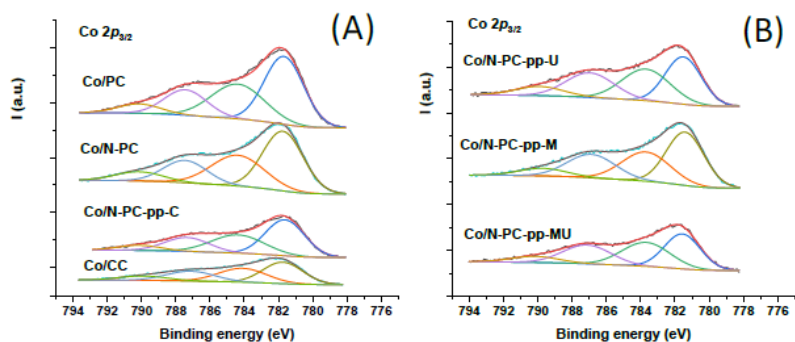 (A)
Co 2p3/2
Co/PC
Co/N-PC
Co/N-PC-pp-C
Co/CC
I (a.u.)
794 792 790 788 786 784 782 780 778 776
Binding energy (eV)
(B)
Co 2p3/2
Co/N-PC-pp-U
Co/N-PC-pp-M
Co/N-PC-pp-MU
I (a.u.)
794 792 790 788 786 784 782 780 778 776
Binding energy (eV)